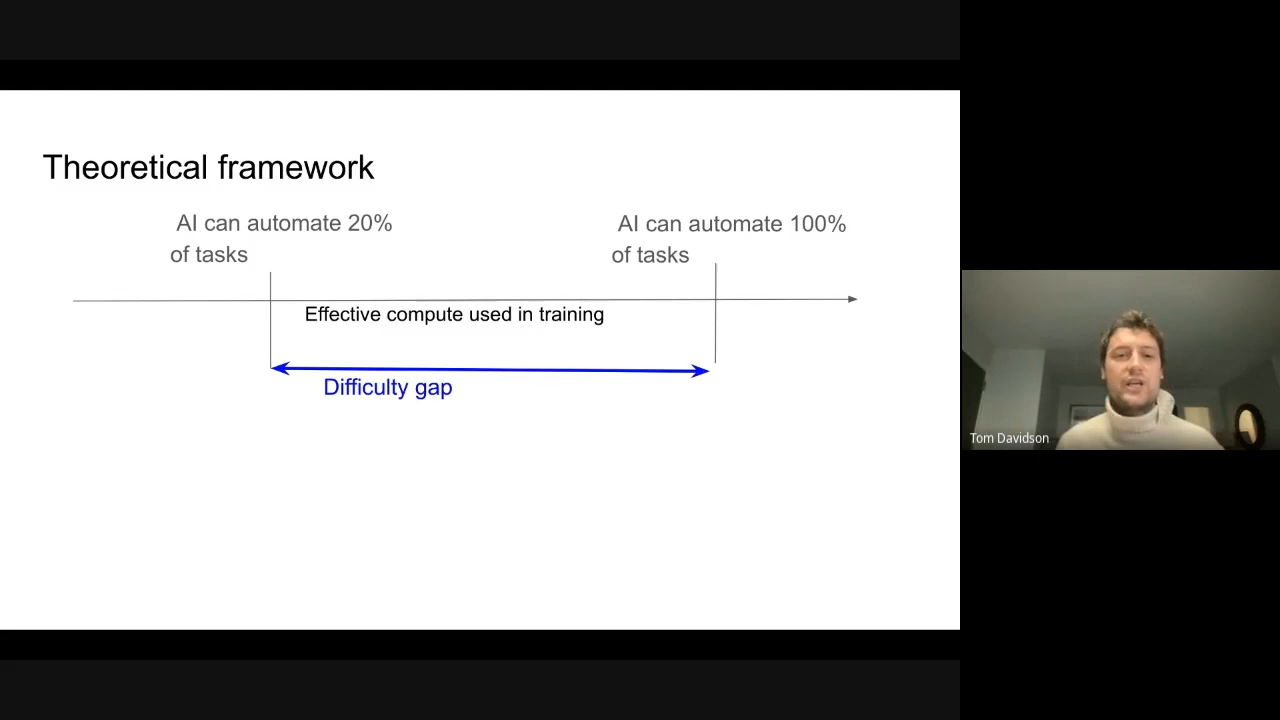 Theoretical framework
AI can automate 20%
of tasks
AI can automate 100%
of tasks
Effective compute used in training
Difficulty gap
Tom Davidson